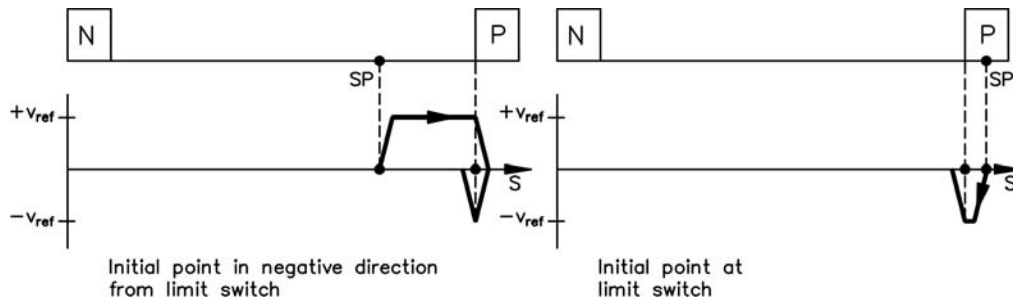 N
P
SP
+vref
S
-vref
Initial point in negative direction
from limit switch
N
P
SP
+vref
S
-vref
Initial point at
limit switch